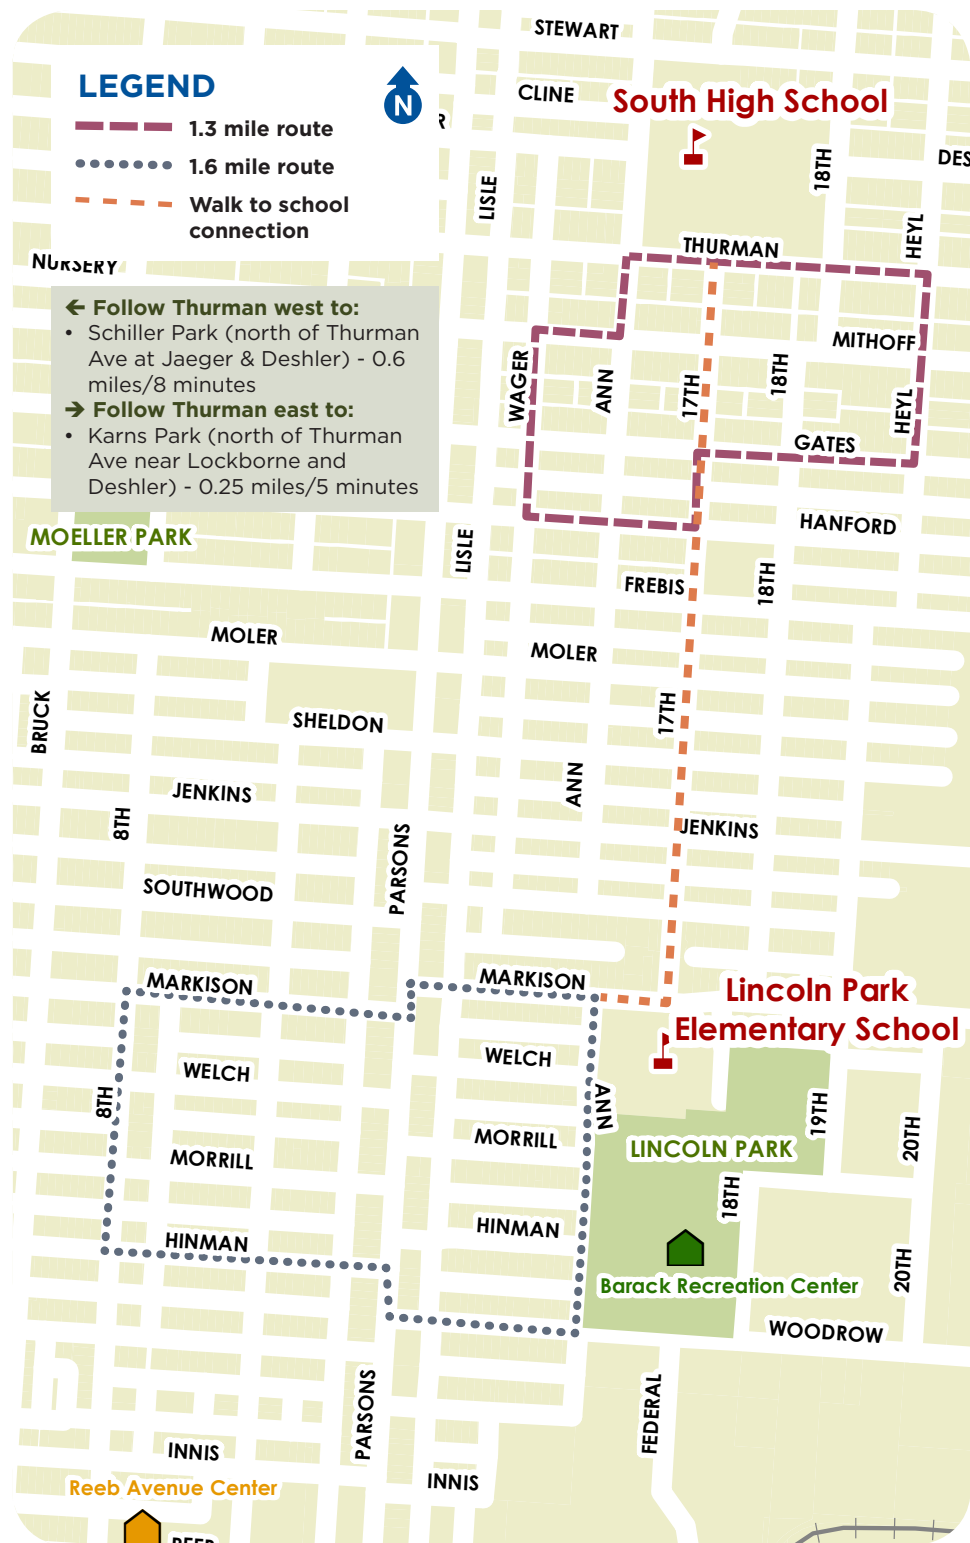 STEWART
LEGEND
N
CLINE
South High School
1.3 mile route
1.6 mile route
Walk to school
connection
R
LISLE
18TH
DES
HEYL
THURMAN
NURSERY
← Follow Thurman west to:
• Schiller Park (north of Thurman
Ave at Jaeger & Deshler) - 0.6
miles/8 minutes
→ Follow Thurman east to:
• Karns Park (north of Thurman
Ave near Lockborne and
Deshler) - 0.25 miles/5 minutes
MITHOFF
WAGER
ANN
17TH
18TH
HEYL
GATES
MOELLER PARK
LISLE
HANFORD
FREBIS
18TH
MOLER
MOLER
BRUCK
SHELDON
17TH
JENKINS
ANN
8TH
PARSONS
JENKINS
SOUTHWOOD
MARKISON
MARKISON
Lincoln Park
Elementary School
WELCH
WELCH
8TH
ANN
19TH
20TH
MORRILL
MORRILL
LINCOLN PARK
18TH
HINMAN
HINMAN
20TH
Barack Recreation Center
WOODROW
PARSONS
FEDERAL
INNIS
INNIS
Reeb Avenue Center